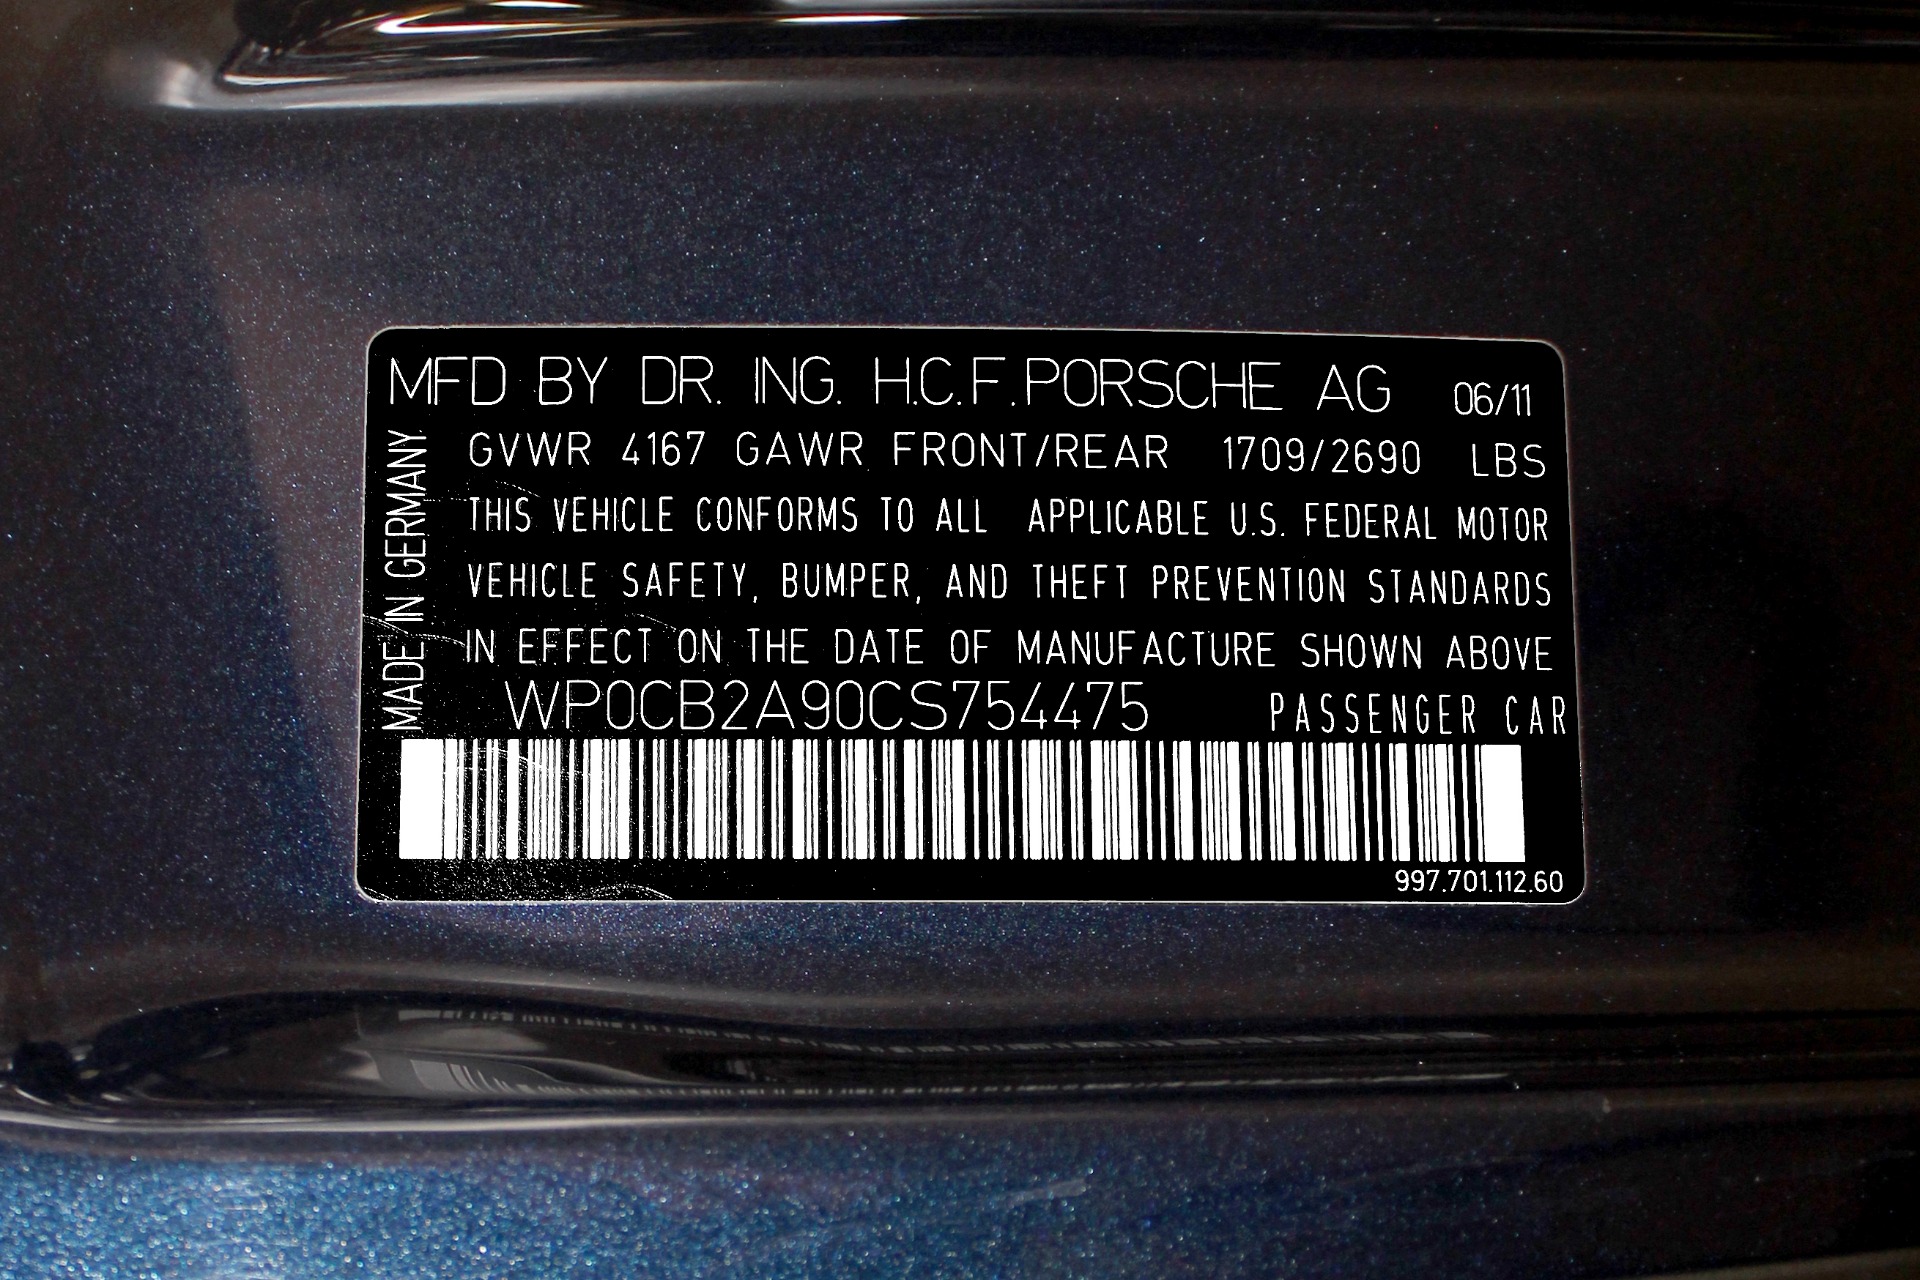 MFD BY DR. ING. H.C.F. PORSCHE AG 06/11
GVWR 4167 GAWR FRONT/REAR 1709/2690 LBS
THIS VEHICLE CONFORMS TO ALL APPLICABLE U.S. FEDERAL MOTOR
VEHICLE SAFETY, BUMPER, AND THEFT PREVENTION STANDARDS
IN EFFECT ON THE DATE OF MANUFACTURE SHOWN ABOVE
WP0CB2A90CS754475 PASSENGER CAR
997.701.112.60
MADE IN GERMANY